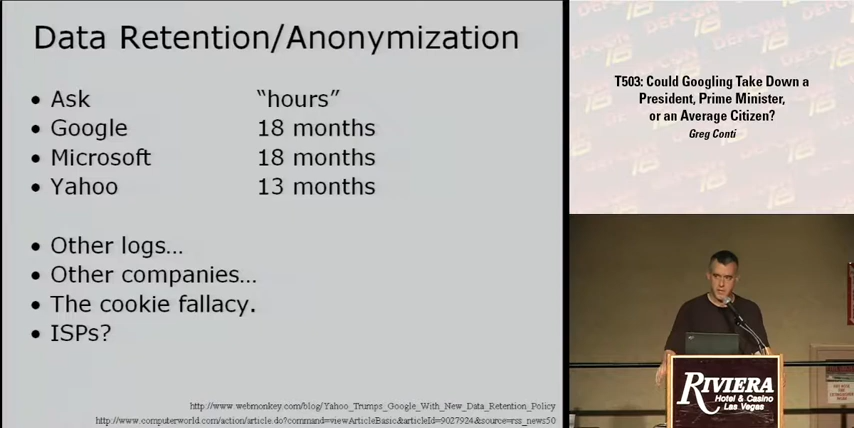 Data Retention/Anonymization
• Ask "hours"
• Google 18 months
• Microsoft 18 months
• Yahoo 13 months
• Other logs...
• Other companies...
• The cookie fallacy.
• ISPs?
http://www.webmonkey.com/blog/Yahoo_Trumps_Google_With_New_Data_Retention_Policy
http://www.computerworld.com/action/article.do?command=viewArticleBasic&articleId=9027924&source=rss_news50
T503: Could Googling Take Down a
President, Prime Minister,
or an Average Citizen?
Greg Conti
RIVIERA
Hotel & Casino
Las Vegas